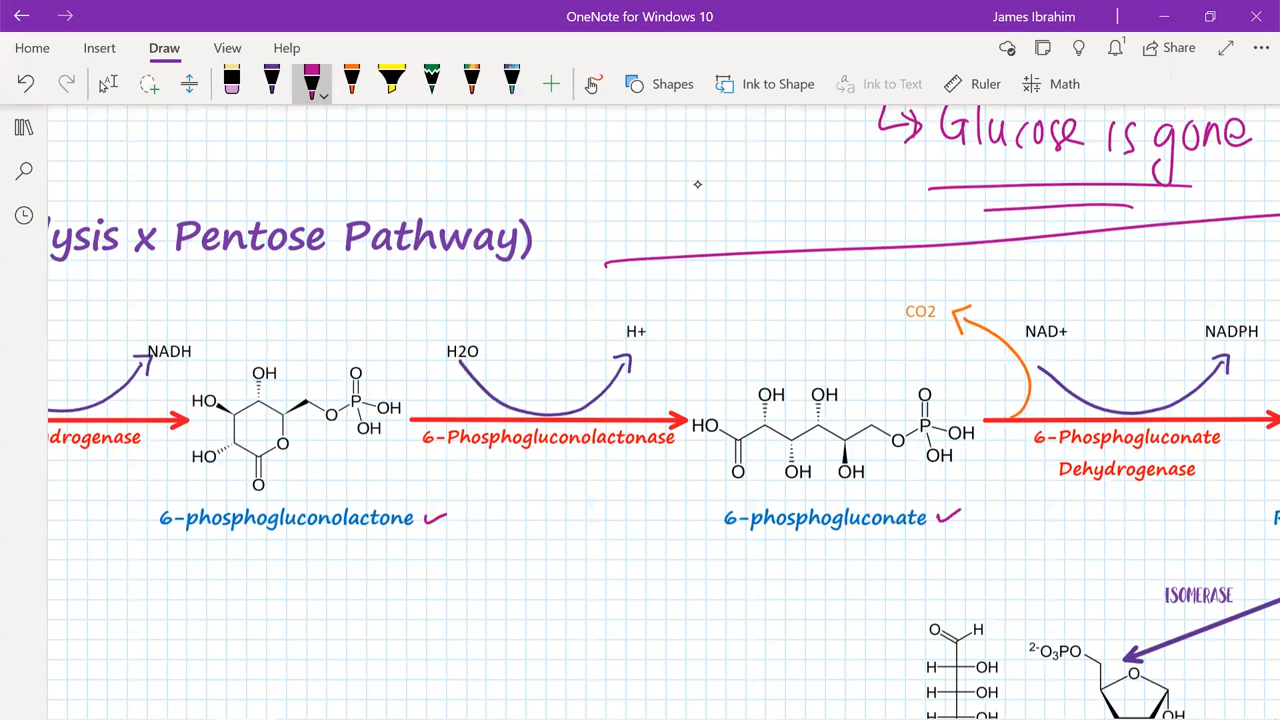 OneNote for Windows 10
James Ibrahim
Home Insert Draw View Help
1 Share
Shapes Ink to Shape Ink to Text Ruler Math
↳ Glucose is gone
lysis x Pentose Pathway)
CO2
H+ NAD+ NADPH
NADH H2O
OH O
HO P OH
O OH
HO O
O
OH OH O
HO O P OH
OH
O OH OH
drogenase 6-Phosphogluconolactonase 6-Phosphogluconate
Dehydrogenase
6-phosphogluconolactone ✓ 6-phosphogluconate ✓
ISOMERASE
O H
2-O3PO
H OH O
H OH
H OH OH